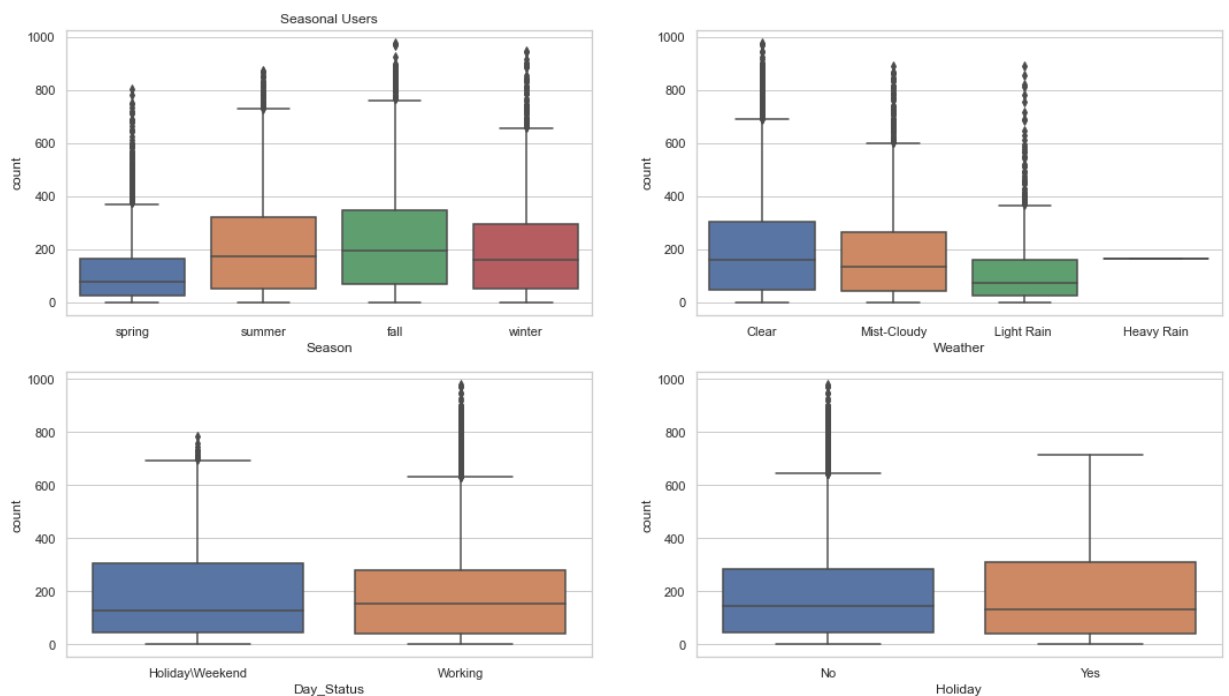 Seasonal Users
1000
800
600
400
200
0
count
spring summer fall winter
Season
1000
800
600
400
200
0
count
Clear Mist-Cloudy Light Rain Heavy Rain
Weather
1000
800
600
400
200
0
count
Holiday\Weekend Working
Day_Status
1000
800
600
400
200
0
count
No Yes
Holiday